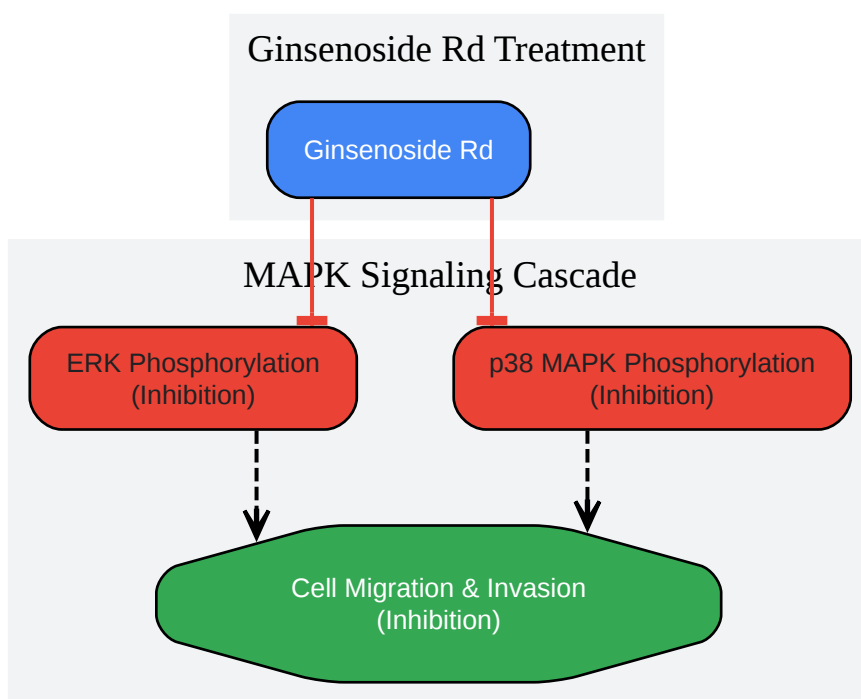 Ginsenoside Rd Treatment
Ginsenoside Rd
MAPK Signaling Cascade
ERK Phosphorylation
(Inhibition)
p38 MAPK Phosphorylation
(Inhibition)
Cell Migration & Invasion
(Inhibition)